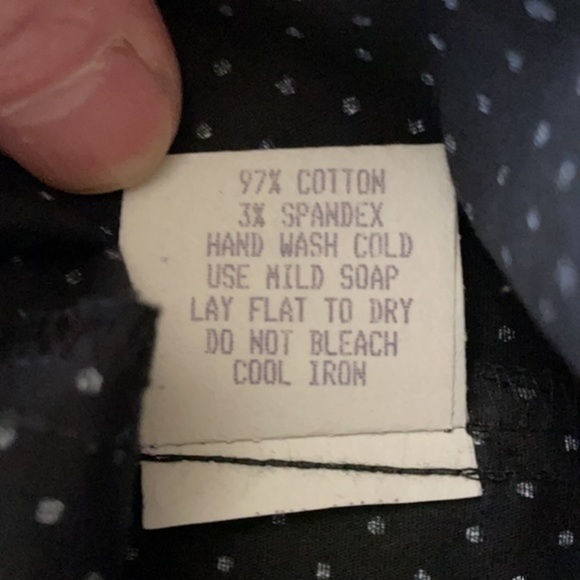 97% COTTON
3% SPANDEX
HAND WASH COLD
USE MILD SOAP
LAY FLAT TO DRY
DO NOT BLEACH
COOL IRON